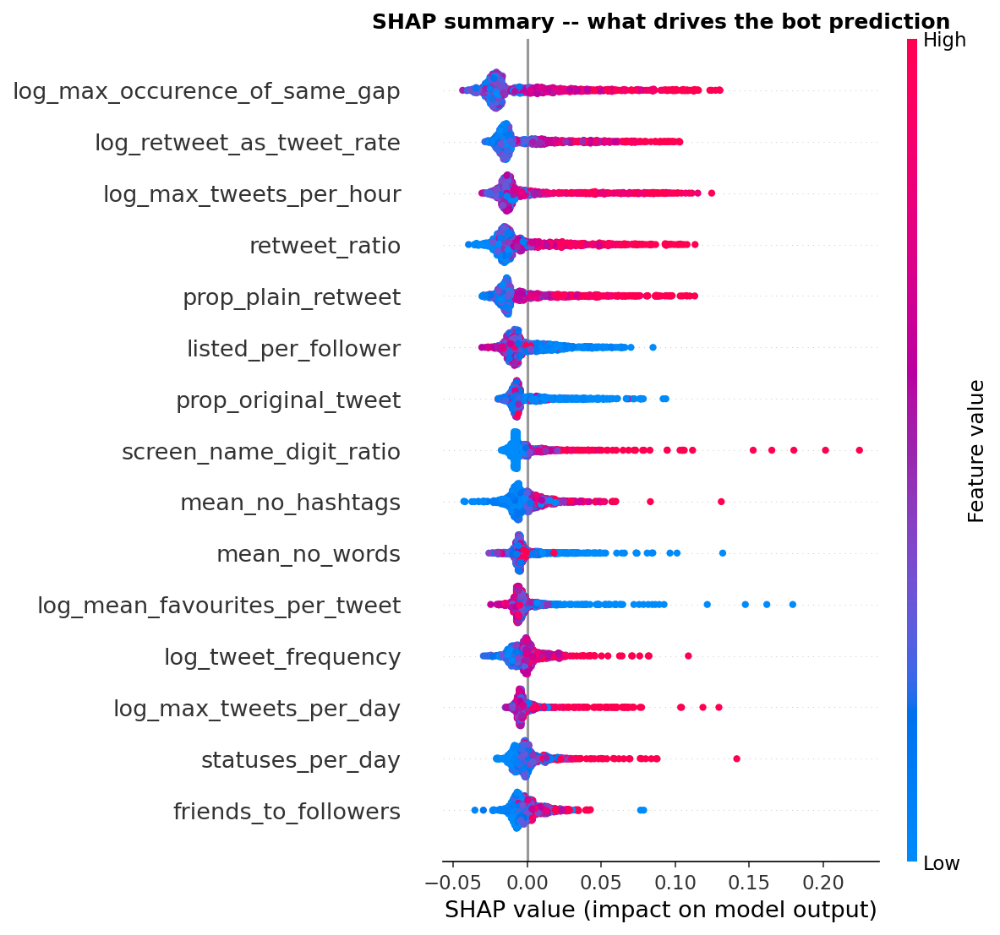 SHAP summary -- what drives the bot prediction
High
log_max_occurence_of_same_gap
log_retweet_as_tweet_rate
log_max_tweets_per_hour
retweet_ratio
prop_plain_retweet
listed_per_follower
prop_original_tweet
screen_name_digit_ratio
mean_no_hashtags
mean_no_words
log_mean_favourites_per_tweet
log_tweet_frequency
log_max_tweets_per_day
statuses_per_day
friends_to_followers
Feature value
Low
−0.05 0.00 0.05 0.10 0.15 0.20
SHAP value (impact on model output)